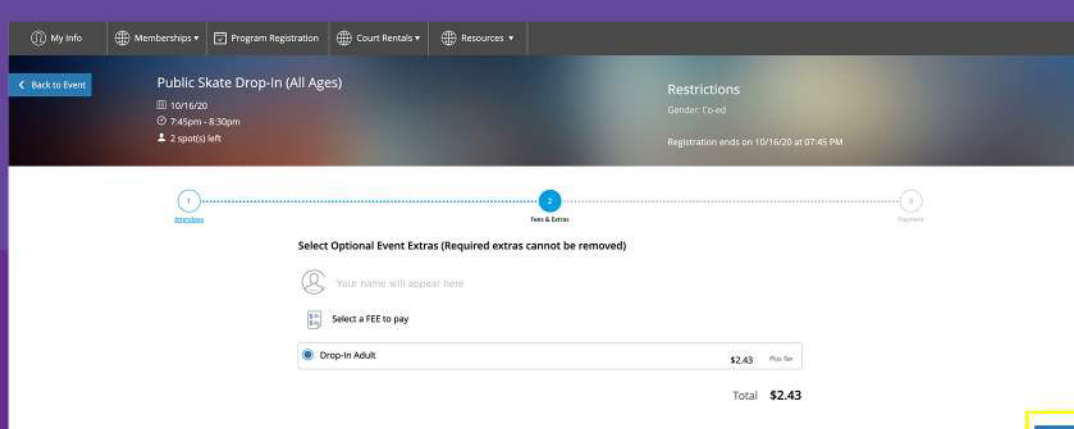 My Info Memberships ▾ Program Registration Court Rentals ▾ Resources ▾
Back to Event
Public Skate Drop-In (All Ages)
10/16/20
7:45pm - 8:30pm
2 spot(s) left
Restrictions
Gender: Co-ed
Registration ends on 10/16/20 at 07:45 PM
1 2 3
Attendees Fees & Extras Payment
Select Optional Event Extras (Required extras cannot be removed)
Your name will appear here
Select a FEE to pay
Drop-In Adult $2.43 Plus Tax
Total $2.43